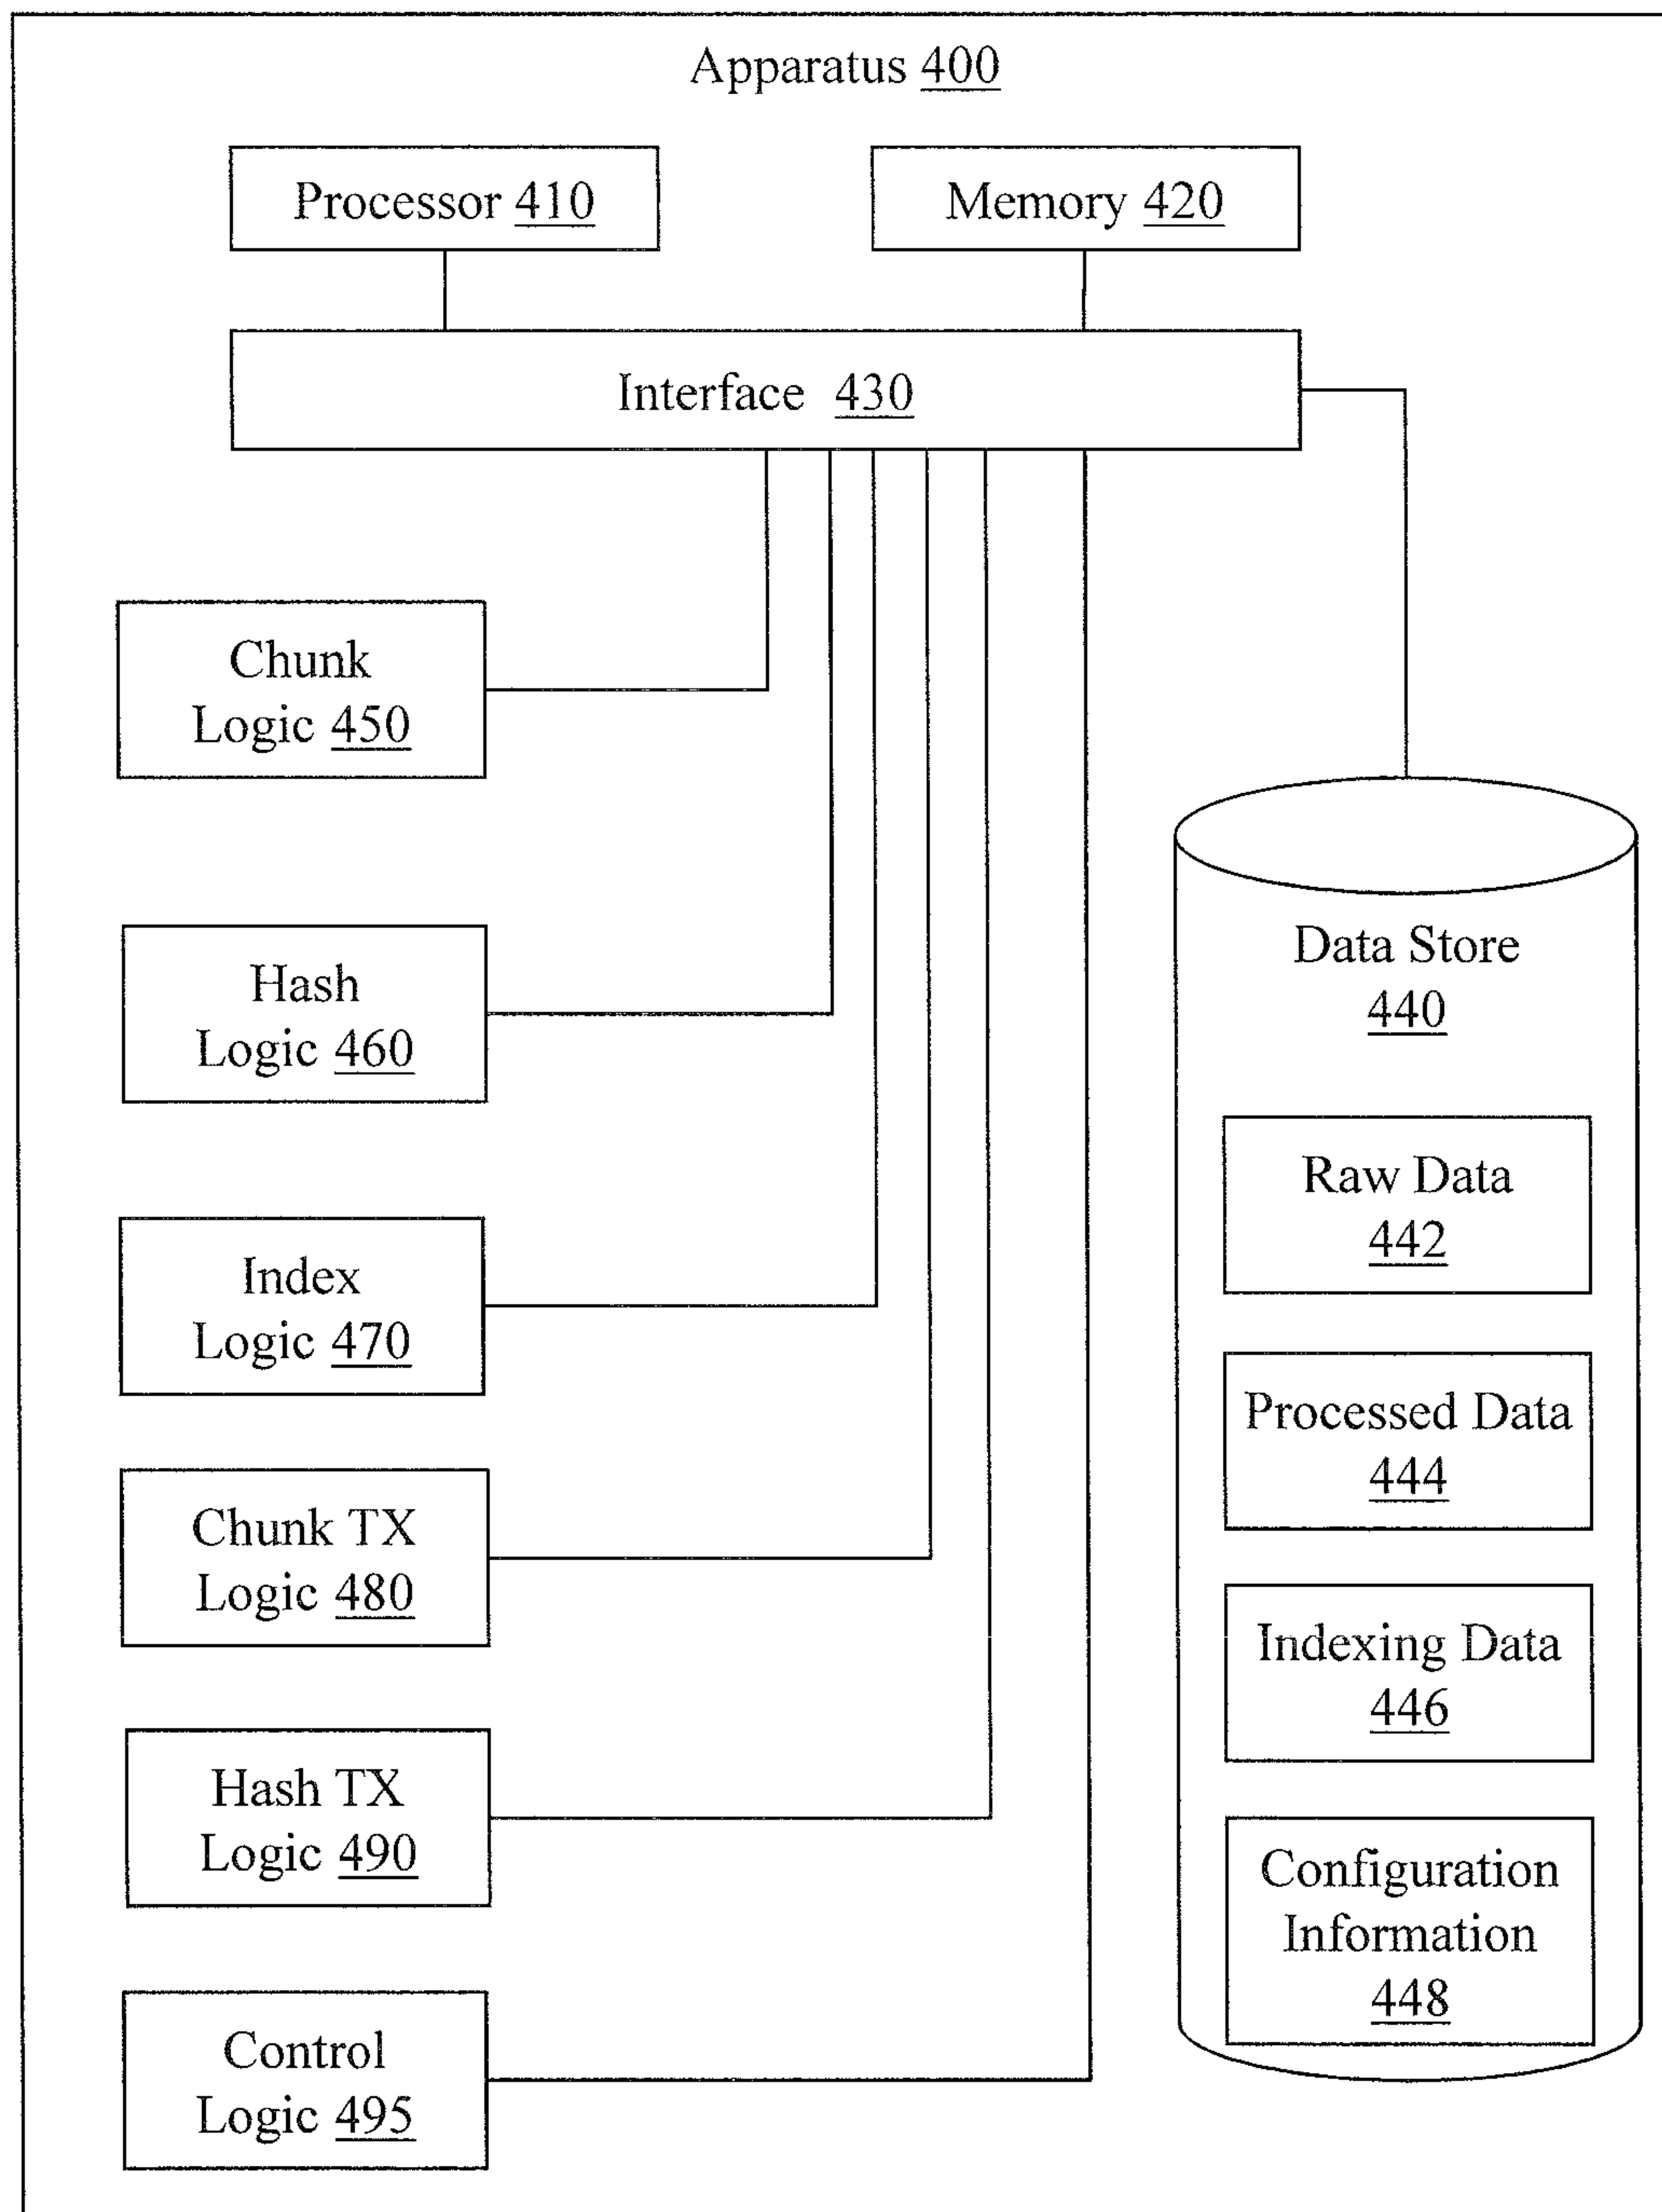 Apparatus 400
Processor 410
Memory 420
Interface 430
Chunk
Logic 450
Hash
Logic 460
Index
Logic 470
Chunk TX
Logic 480
Hash TX
Logic 490
Control
Logic 495
Data Store
440
Raw Data
442
Processed Data
444
Indexing Data
446
Configuration
Information
448